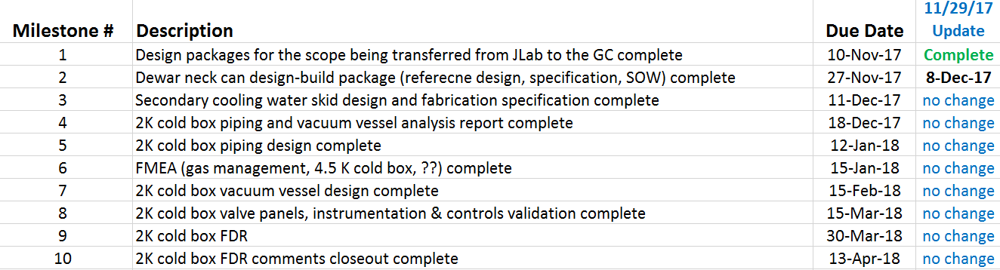 11/29/17
Milestone # Description Due Date Update
1 Design packages for the scope being transferred from JLab to the GC complete 10-Nov-17 Complete
2 Dewar neck can design-build package (referecne design, specification, SOW) complete 27-Nov-17 8-Dec-17
3 Secondary cooling water skid design and fabrication specification complete 11-Dec-17 no change
4 2K cold box piping and vacuum vessel analysis report complete 18-Dec-17 no change
5 2K cold box piping design complete 12-Jan-18 no change
6 FMEA (gas management, 4.5 K cold box, ??) complete 15-Jan-18 no change
7 2K cold box vacuum vessel design complete 15-Feb-18 no change
8 2K cold box valve panels, instrumentation & controls validation complete 15-Mar-18 no change
9 2K cold box FDR 30-Mar-18 no change
10 2K cold box FDR comments closeout complete 13-Apr-18 no change